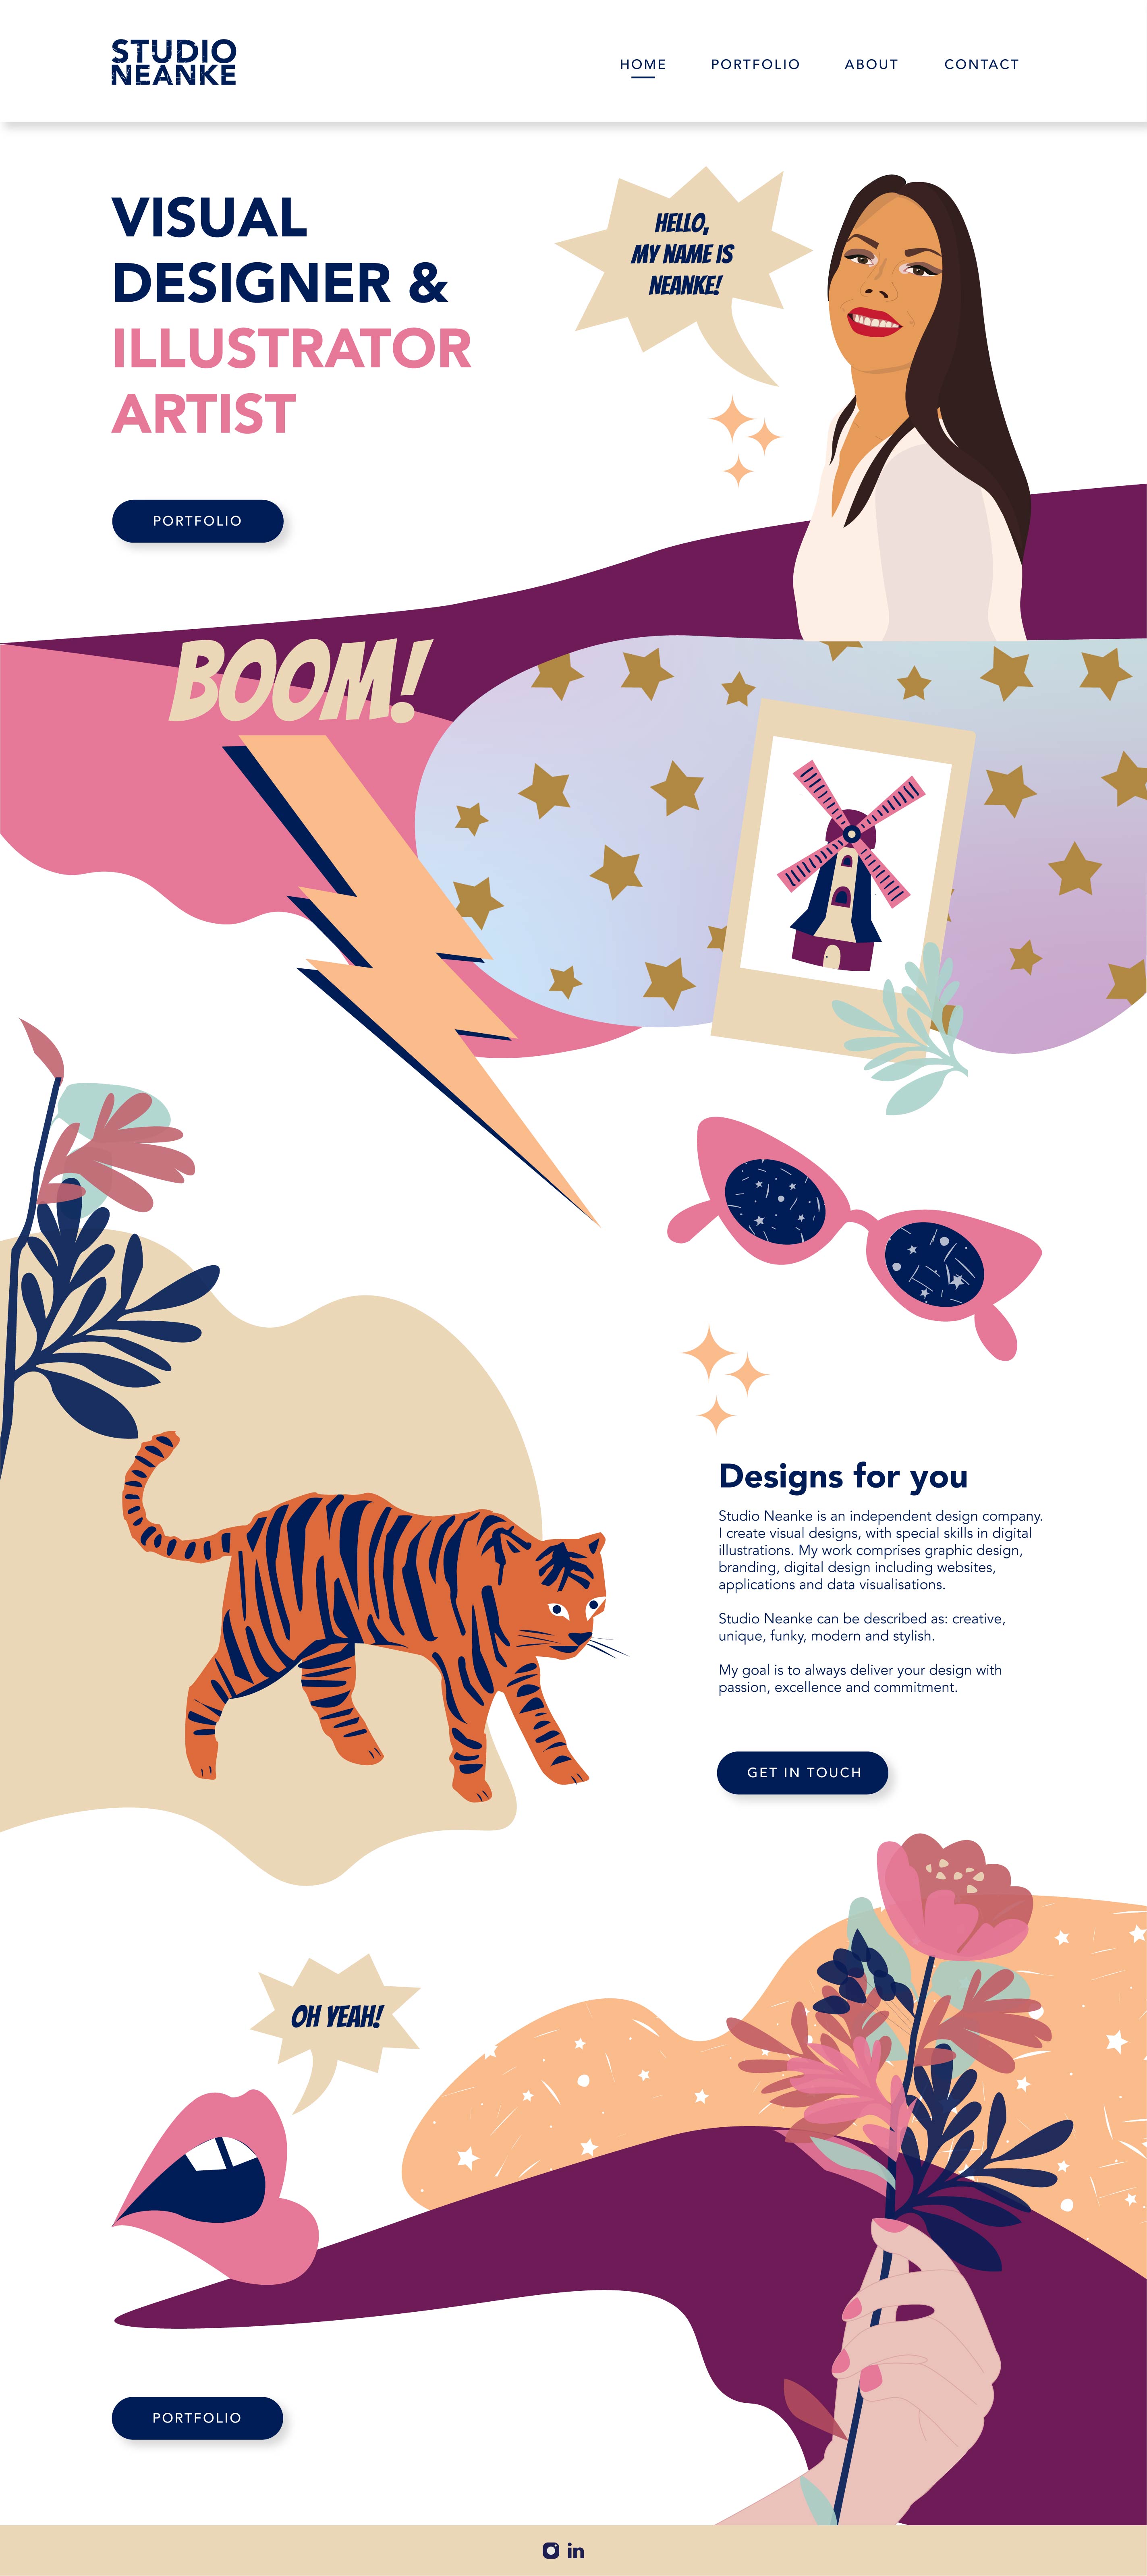 STUDIO
NEANKE
HOME PORTFOLIO ABOUT CONTACT
VISUAL
DESIGNER &
ILLUSTRATOR
ARTIST
HELLO,
MY NAME IS
NEANKE!
PORTFOLIO
BOOM!
Designs for you
Studio Neanke is an independent design company.
I create visual designs, with special skills in digital
illustrations. My work comprises graphic design,
branding, digital design including websites,
applications and data visualisations.
Studio Neanke can be described as: creative,
unique, funky, modern and stylish.
My goal is to always deliver your design with
passion, excellence and commitment.
GET IN TOUCH
OH YEAH!
PORTFOLIO
in